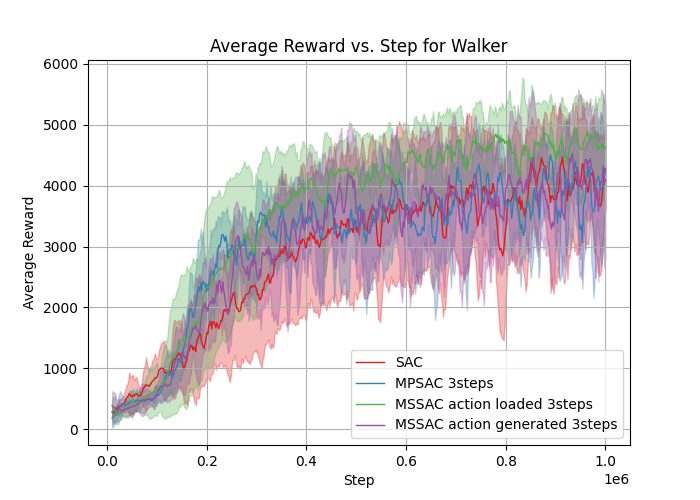 Average Reward vs. Step for Walker
6000
5000
4000
3000
2000
1000
0
Average Reward
0.0 0.2 0.4 0.6 0.8 1.0
1e6
Step
SAC
MPSAC 3steps
MSSAC action loaded 3steps
MSSAC action generated 3steps